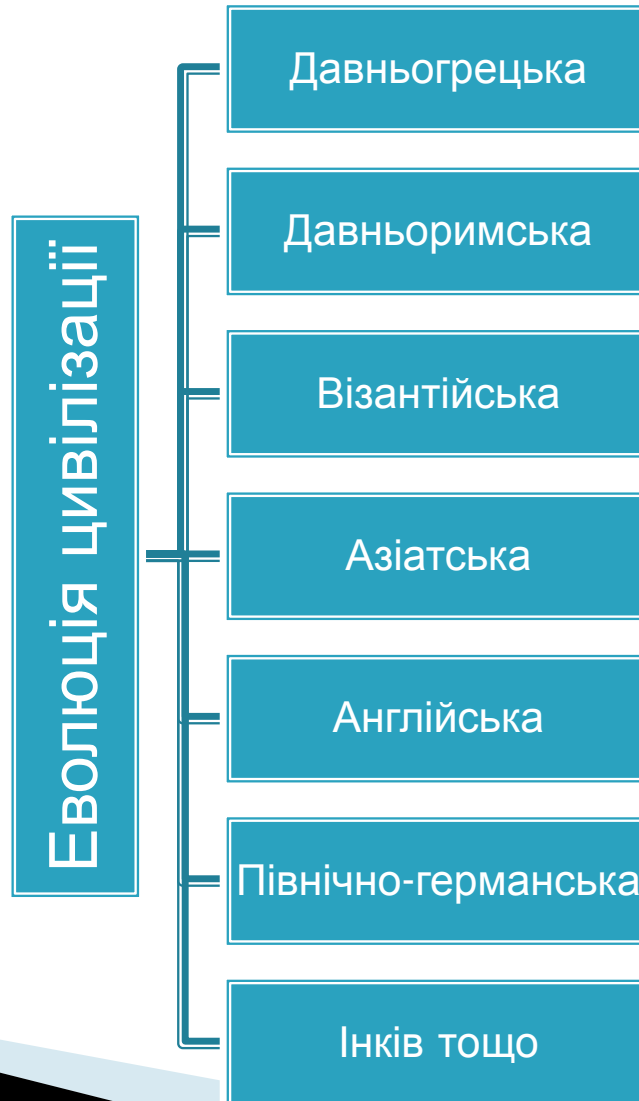 Еволюція цивілізації
Давньогрецька
Давньоримська
Візантійська
Азіатська
Англійська
Північно-германська
Інків тощо